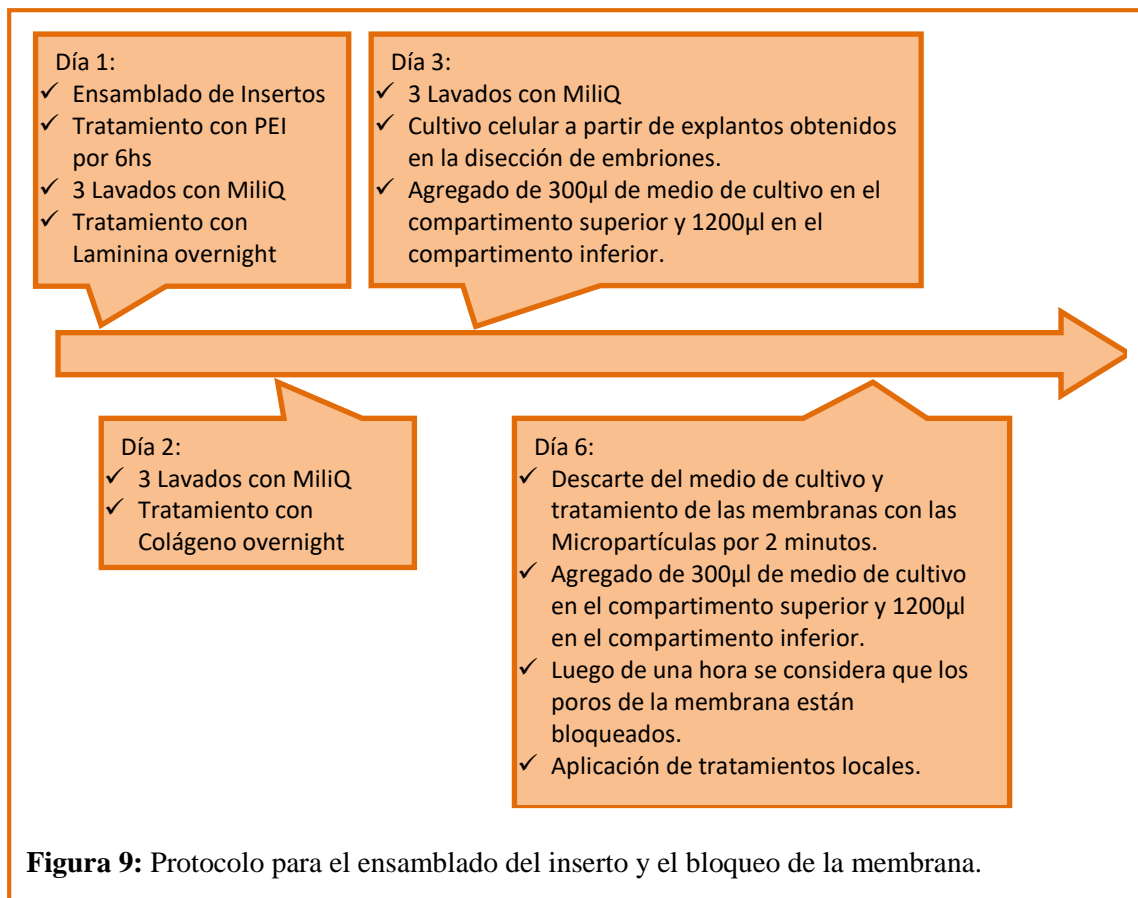 Día 1:
✓ Ensamblado de Insertos
✓ Tratamiento con PEI
por 6hs
✓ 3 Lavados con MiliQ
✓ Tratamiento con
Laminina overnight
Día 3:
✓ 3 Lavados con MiliQ
✓ Cultivo celular a partir de explantos obtenidos
en la disección de embriones.
✓ Agregado de 300µl de medio de cultivo en el
compartimento superior y 1200µl en el
compartimento inferior.
Día 2:
✓ 3 Lavados con MiliQ
✓ Tratamiento con
Colágeno overnight
Día 6:
✓ Descarte del medio de cultivo y
tratamiento de las membranas con las
Micropartículas por 2 minutos.
✓ Agregado de 300µl de medio de cultivo
en el compartimento superior y 1200µl
en el compartimento inferior.
✓ Luego de una hora se considera que los
poros de la membrana están
bloqueados.
✓ Aplicación de tratamientos locales.
Figura 9: Protocolo para el ensamblado del inserto y el bloqueo de la membrana.